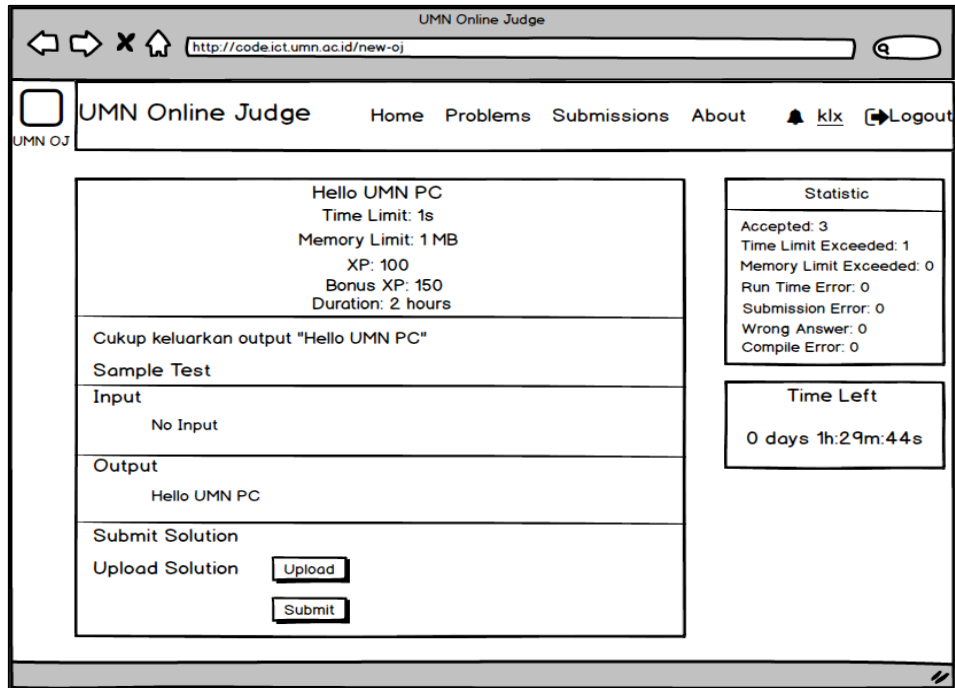 UMN Online Judge
http://code.ict.umn.ac.id/new-oj
UMN OJ
UMN Online Judge Home Problems Submissions About klx Logout
Hello UMN PC
Time Limit: 1s
Memory Limit: 1 MB
XP: 100
Bonus XP: 150
Duration: 2 hours
Cukup keluarkan output "Hello UMN PC"
Sample Test
Input
No Input
Output
Hello UMN PC
Submit Solution
Upload Solution Upload
Submit
Statistic
Accepted: 3
Time Limit Exceeded: 1
Memory Limit Exceeded: 0
Run Time Error: 0
Submission Error: 0
Wrong Answer: 0
Compile Error: 0
Time Left
0 days 1h:29m:44s